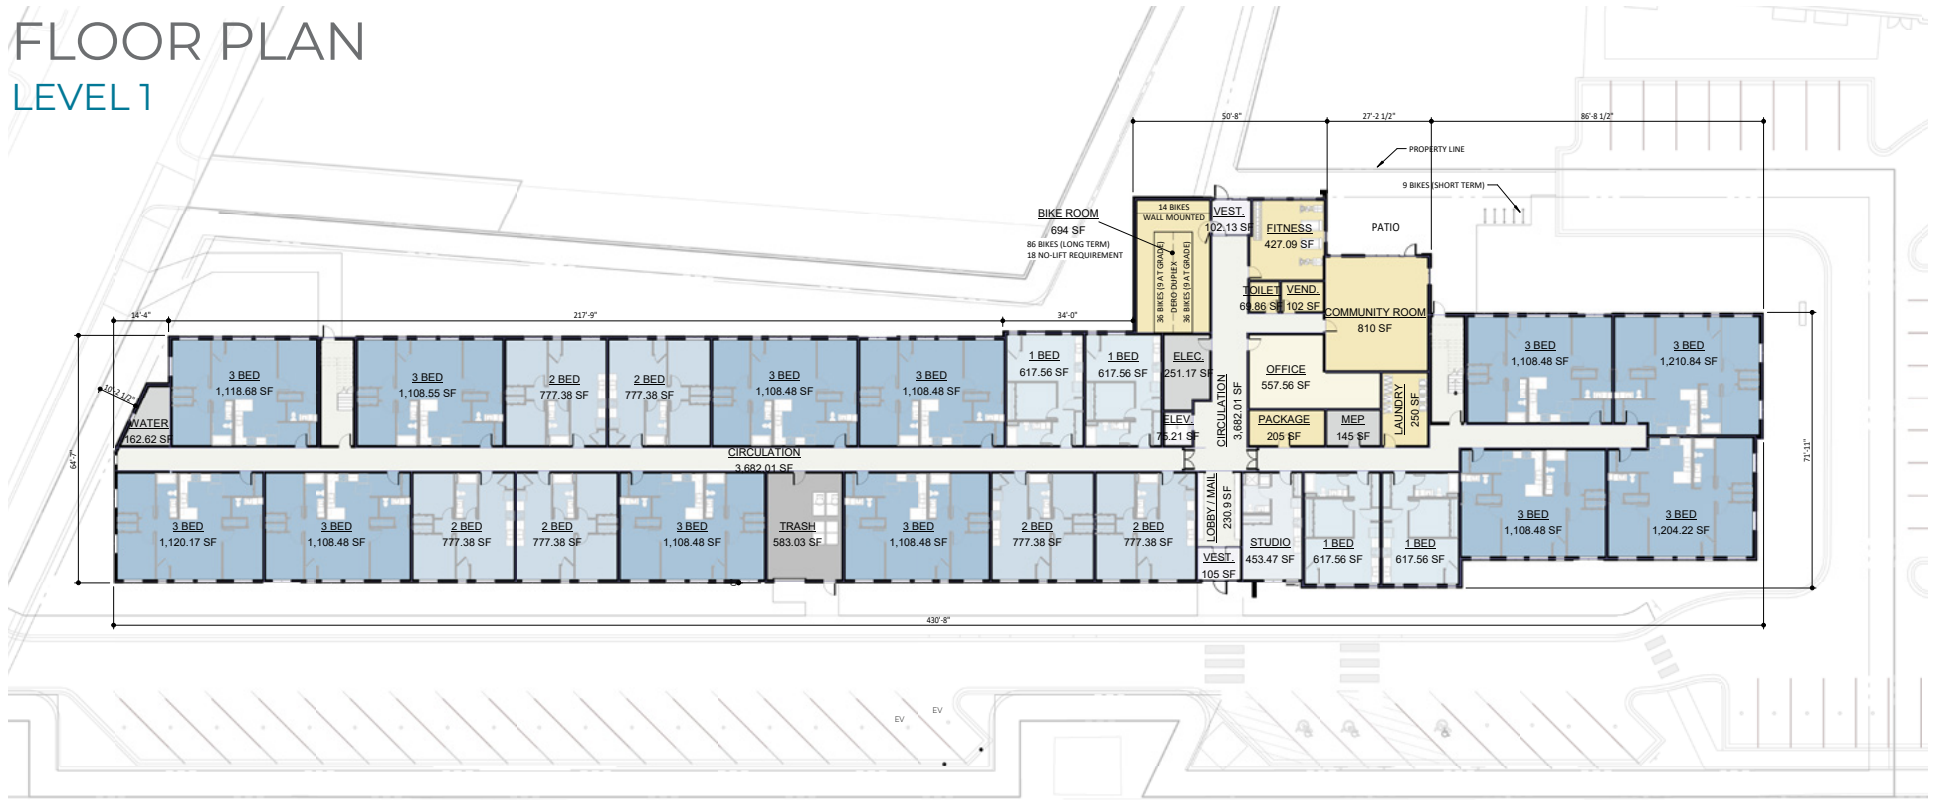 FLOOR PLAN
LEVEL 1
50'-8"
27'-2 1/2"
86'-8 1/2"
PROPERTY LINE
9 BIKES (SHORT TERM)
PATIO
BIKE ROOM
694 SF
86 BIKES (LONG TERM)
18 NO-LIFT REQUIREMENT
14 BIKES
WALL MOUNTED
36 BIKES (9 A T GRADE)
DERO DUPLEX
36 BIKES (9 A T GRADE)
VEST.
102.13 SF
FITNESS
427.09 SF
TOILET
69.86 SF
VEND.
102 SF
COMMUNITY ROOM
810 SF
14'-4"
217'-9"
34'-0"
10'-2 1/2"
64'-7"
71'-11"
WATER
162.62 SF
3 BED
1,118.68 SF
3 BED
1,108.55 SF
2 BED
777.38 SF
2 BED
777.38 SF
3 BED
1,108.48 SF
3 BED
1,108.48 SF
1 BED
617.56 SF
1 BED
617.56 SF
ELEC.
251.17 SF
ELEV.
75.21 SF
CIRCULATION
3,682.01 SF
OFFICE
557.56 SF
PACKAGE
205 SF
MEP
145 SF
LAUNDRY
250 SF
3 BED
1,108.48 SF
3 BED
1,210.84 SF
CIRCULATION
3,682.01 SF
3 BED
1,120.17 SF
3 BED
1,108.48 SF
2 BED
777.38 SF
2 BED
777.38 SF
3 BED
1,108.48 SF
TRASH
583.03 SF
3 BED
1,108.48 SF
2 BED
777.38 SF
2 BED
777.38 SF
LOBBY / MAIL
230.9 SF
VEST.
105 SF
STUDIO
453.47 SF
1 BED
617.56 SF
1 BED
617.56 SF
3 BED
1,108.48 SF
3 BED
1,204.22 SF
430'-8"
EV
EV